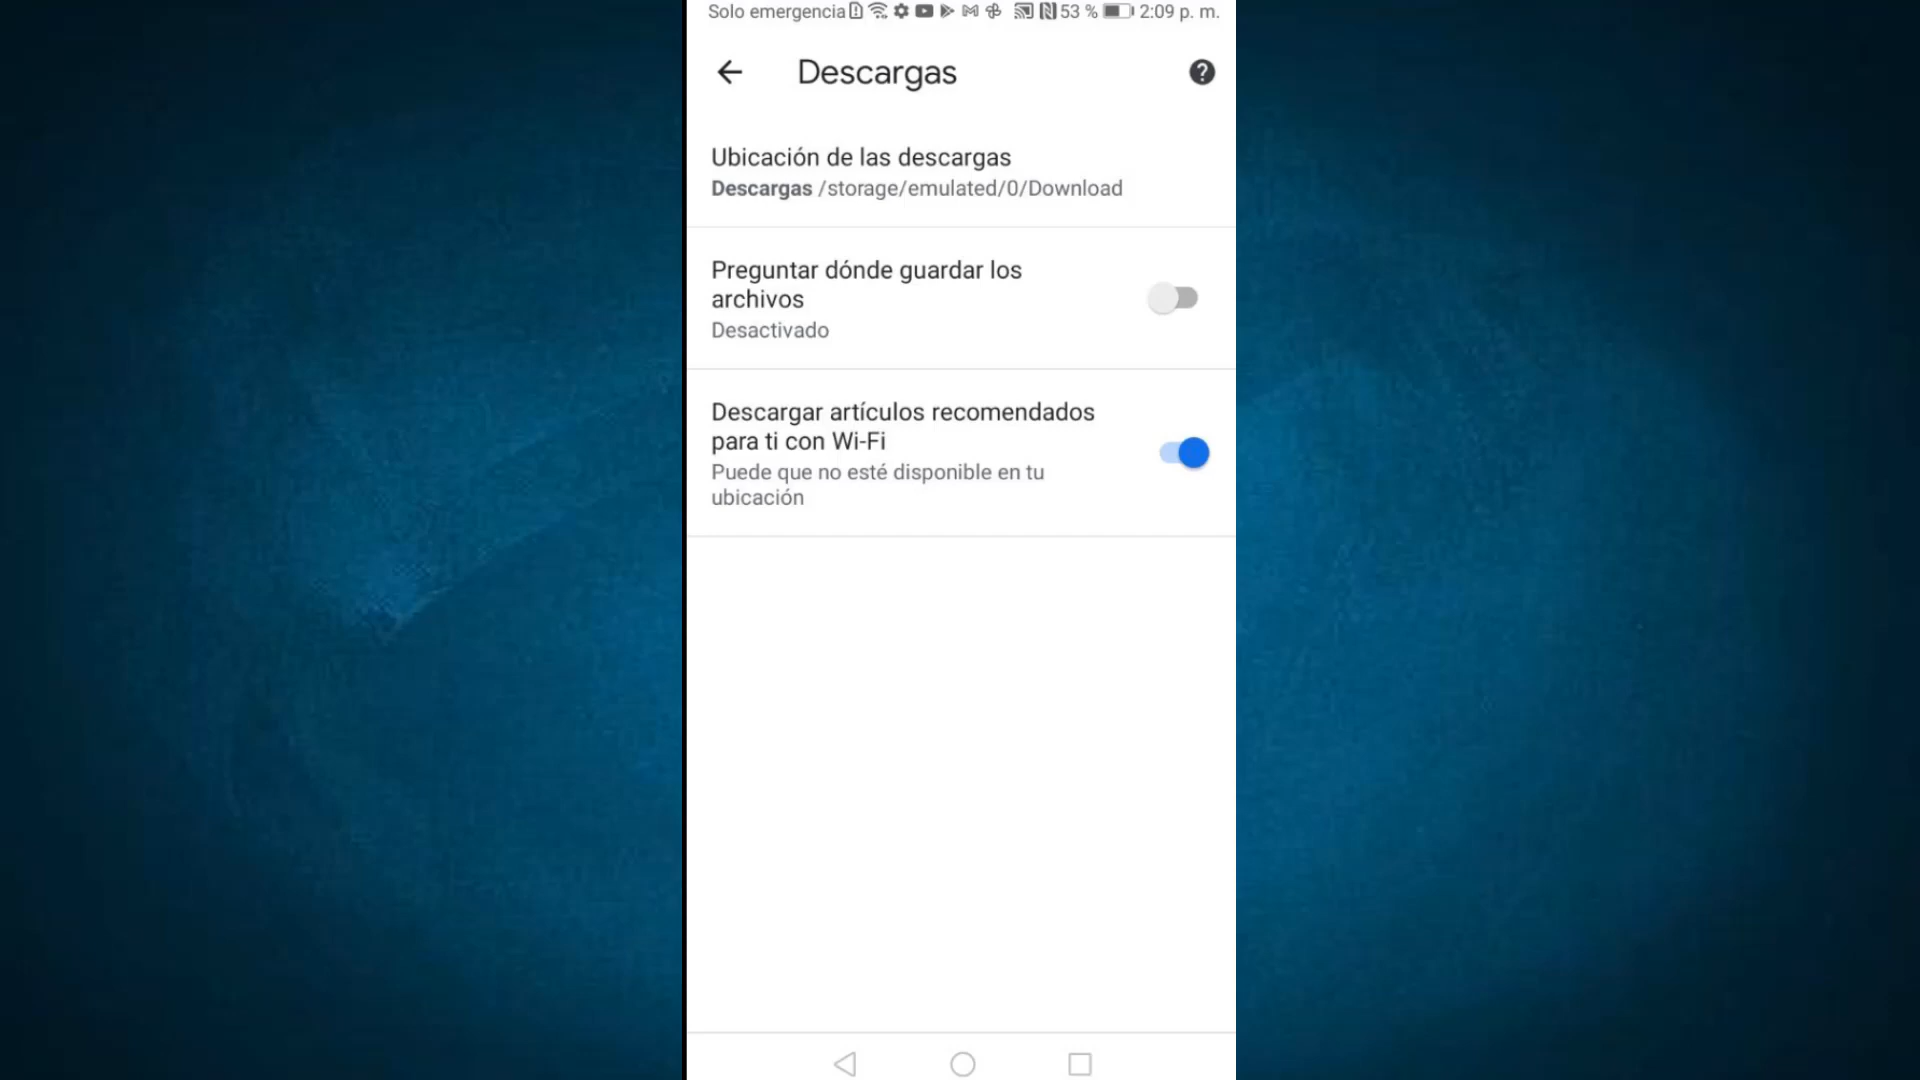 Solo emergencia 53 % 2:09 p. m.
Descargas
Ubicación de las descargas
Descargas /storage/emulated/0/Download
Preguntar dónde guardar los
archivos
Desactivado
Descargar artículos recomendados
para ti con Wi-Fi
Puede que no esté disponible en tu
ubicación